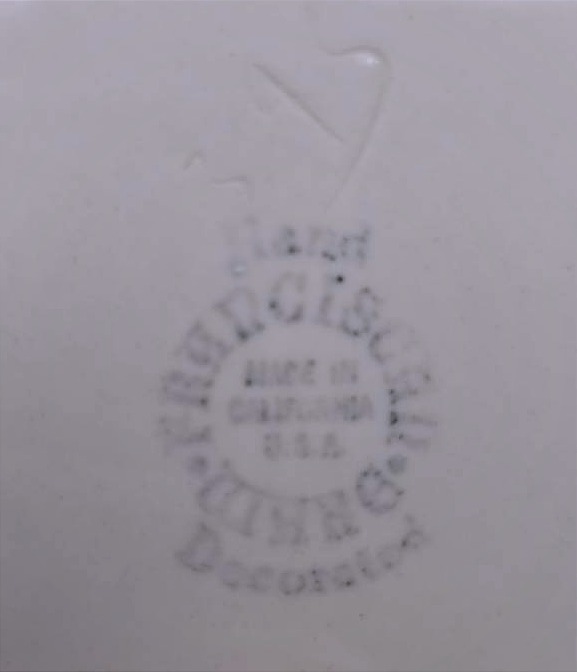 Hand
FRANCISCAN
MADE IN
CALIFORNIA
U.S.A.
WARE
Decorated